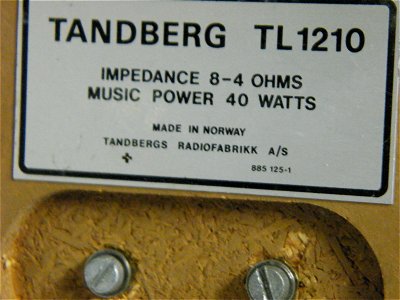 TANDBERG TL1210
IMPEDANCE 8-4 OHMS
MUSIC POWER 40 WATTS
MADE IN NORWAY
TANDBERGS RADIOFABRIKK A/S
885 125-1